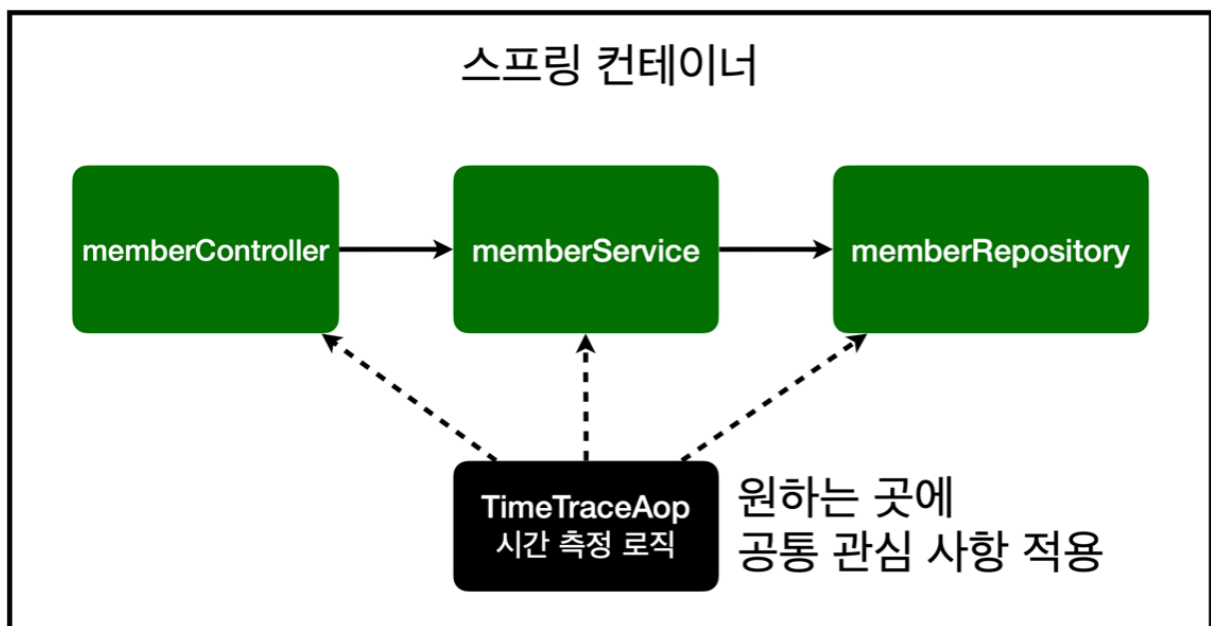 스프링 컨테이너
memberController
memberService
memberRepository
TimeTraceAop
시간 측정 로직
원하는 곳에
공통 관심 사항 적용